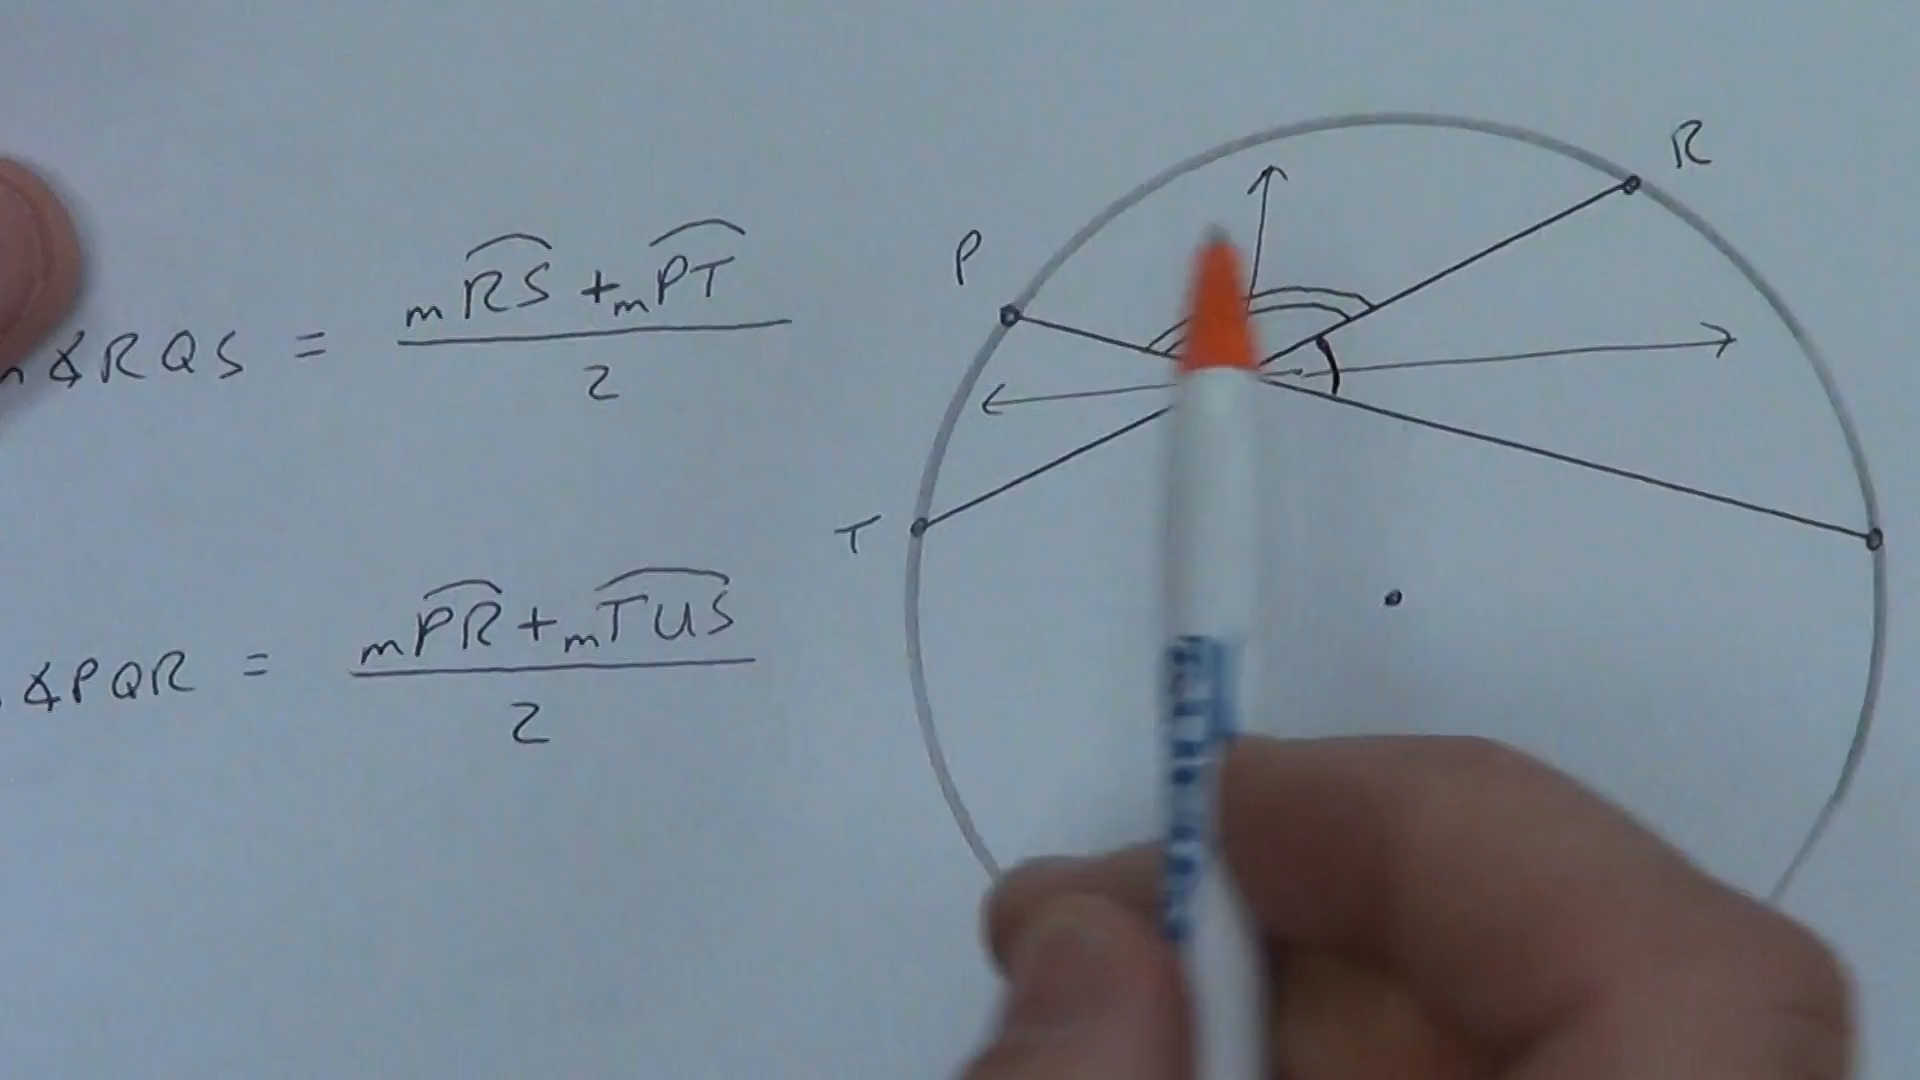 m∡RQS = mRS + mPT
2
∡PQR = mPR + mTUS
2
P
R
T